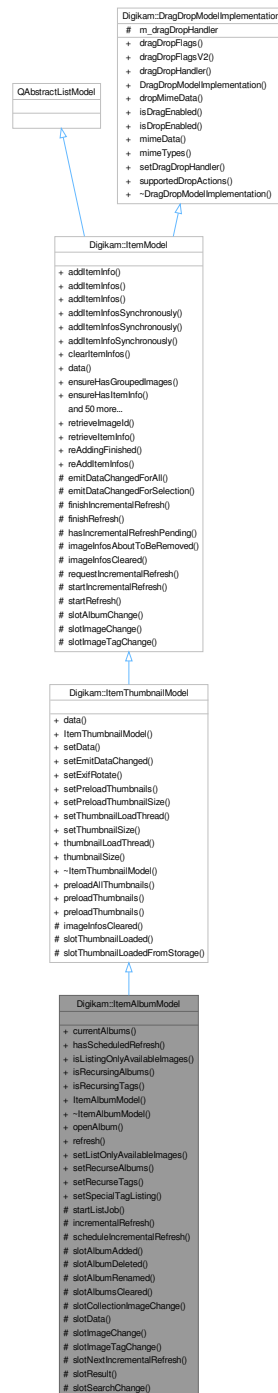 Digikam::DragDropModelImplementation
# m_dragDropHandler
+ dragDropFlags()
+ dragDropFlagsV2()
+ dragDropHandler()
+ DragDropModelImplementation()
+ dropMimeData()
+ isDragEnabled()
+ isDropEnabled()
+ mimeData()
+ mimeTypes()
+ setDragDropHandler()
+ supportedDropActions()
+ ~DragDropModelImplementation()
QAbstractListModel
Digikam::ItemModel
+ addItemInfo()
+ addItemInfos()
+ addItemInfos()
+ addItemInfosSynchronously()
+ addItemInfosSynchronously()
+ addItemInfoSynchronously()
+ clearItemInfos()
+ data()
+ ensureHasGroupedImages()
+ ensureHasItemInfo()
and 50 more...
+ retrieveImageId()
+ retrieveItemInfo()
+ reAddingFinished()
+ reAddItemInfos()
# emitDataChangedForAll()
# emitDataChangedForSelection()
# finishIncrementalRefresh()
# finishRefresh()
# hasIncrementalRefreshPending()
# imageInfosAboutToBeRemoved()
# imageInfosCleared()
# requestIncrementalRefresh()
# startIncrementalRefresh()
# startRefresh()
# slotAlbumChange()
# slotImageChange()
# slotImageTagChange()
Digikam::ItemThumbnailModel
+ data()
+ ItemThumbnailModel()
+ setData()
+ setEmitDataChanged()
+ setExifRotate()
+ setPreloadThumbnails()
+ setPreloadThumbnailSize()
+ setThumbnailLoadThread()
+ setThumbnailSize()
+ thumbnailLoadThread()
+ thumbnailSize()
+ ~ItemThumbnailModel()
+ preloadAllThumbnails()
+ preloadThumbnails()
+ preloadThumbnails()
# imageInfosCleared()
# slotThumbnailLoaded()
# slotThumbnailLoadedFromStorage()
Digikam::ItemAlbumModel
+ currentAlbums()
+ hasScheduledRefresh()
+ isListingOnlyAvailableImages()
+ isRecursingAlbums()
+ isRecursingTags()
+ ItemAlbumModel()
+ ~ItemAlbumModel()
+ openAlbum()
+ refresh()
+ setListOnlyAvailableImages()
+ setRecurseAlbums()
+ setRecurseTags()
+ setSpecialTagListing()
# startListJob()
# incrementalRefresh()
# scheduleIncrementalRefresh()
# slotAlbumAdded()
# slotAlbumDeleted()
# slotAlbumRenamed()
# slotAlbumsCleared()
# slotCollectionImageChange()
# slotData()
# slotImageChange()
# slotImageTagChange()
# slotNextIncrementalRefresh()
# slotResult()
# slotSearchChange()